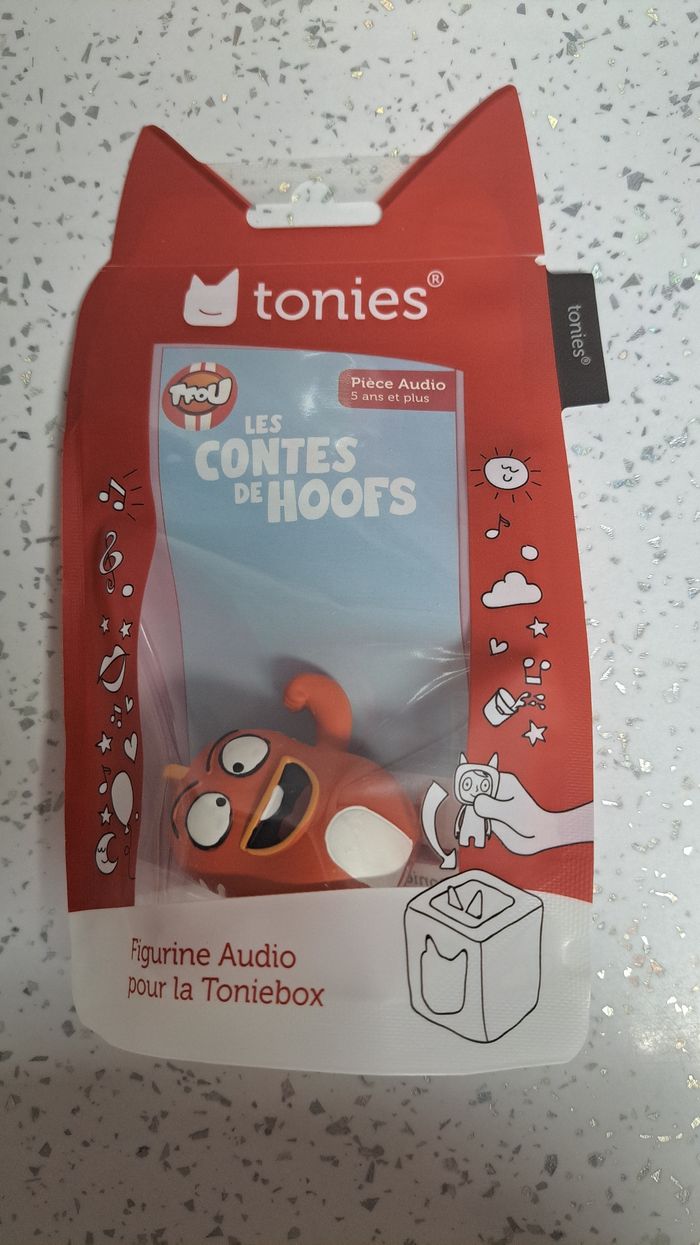 tonies®
tonies®
TFOU
Pièce Audio
5 ans et plus
LES
CONTES
DE HOOFS
Figurine Audio
pour la Toniebox